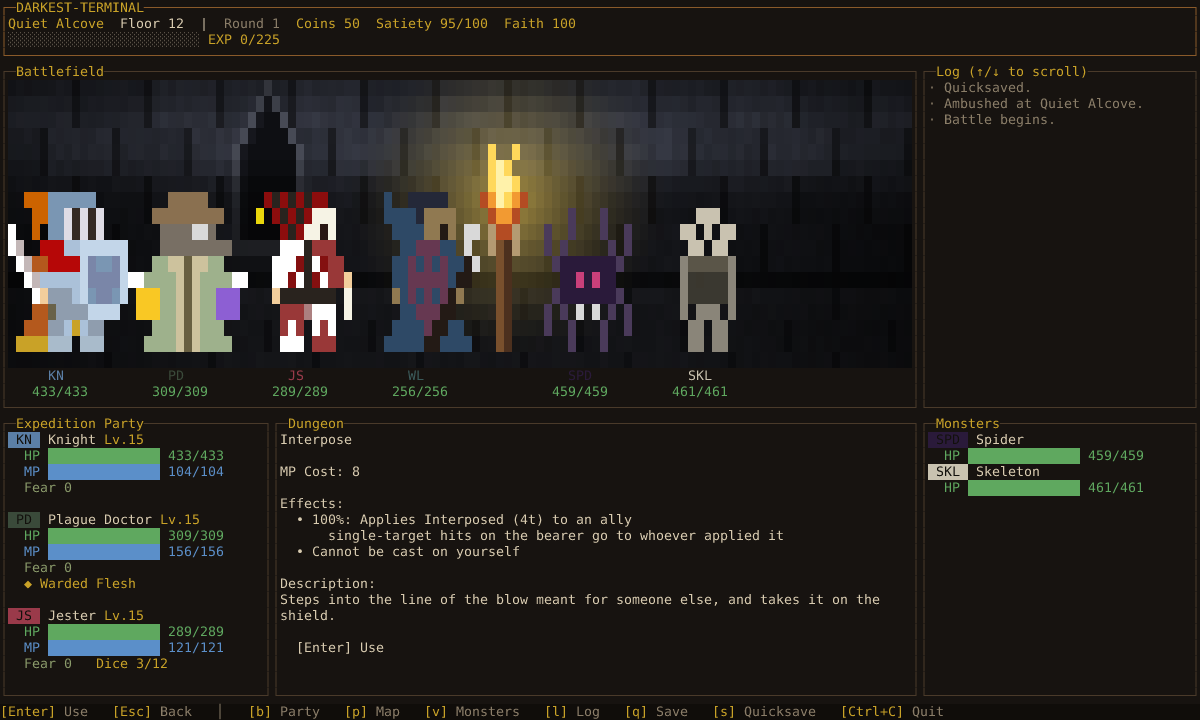 DARKEST-TERMINAL
Quiet Alcove  Floor 12  |  Round 1  Coins 50  Satiety 95/100  Faith 100
EXP 0/225
Battlefield
Log (↑/↓ to scroll)
· Quicksaved.
· Ambushed at Quiet Alcove.
· Battle begins.
KN PD JS WL SPD SKL
433/433 309/309 289/289 256/256 459/459 461/461
Expedition Party
KN Knight Lv.15
HP 433/433
MP 104/104
Fear 0
PD Plague Doctor Lv.15
HP 309/309
MP 156/156
Fear 0
◆ Warded Flesh
JS Jester Lv.15
HP 289/289
MP 121/121
Fear 0 Dice 3/12
Dungeon
Interpose
MP Cost: 8
Effects:
• 100%: Applies Interposed (4t) to an ally
single-target hits on the bearer go to whoever applied it
• Cannot be cast on yourself
Description:
Steps into the line of the blow meant for someone else, and takes it on the
shield.
[Enter] Use
Monsters
SPD Spider
HP 459/459
SKL Skeleton
HP 461/461
[Enter] Use [Esc] Back │ [b] Party [p] Map [v] Monsters [l] Log [q] Save [s] Quicksave [Ctrl+C] Quit